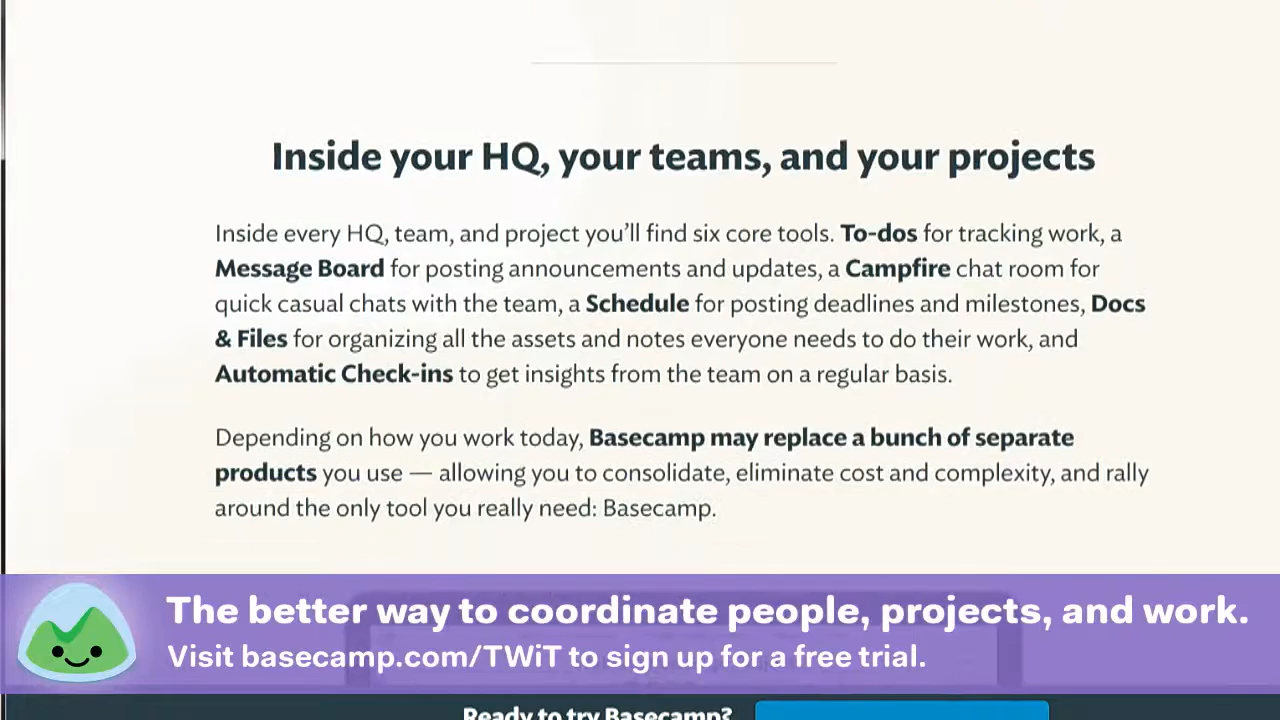 Inside your HQ, your teams, and your projects
Inside every HQ, team, and project you’ll find six core tools. To-dos for tracking work, a
Message Board for posting announcements and updates, a Campfire chat room for
quick casual chats with the team, a Schedule for posting deadlines and milestones, Docs
& Files for organizing all the assets and notes everyone needs to do their work, and
Automatic Check-ins to get insights from the team on a regular basis.
Depending on how you work today, Basecamp may replace a bunch of separate
products you use — allowing you to consolidate, eliminate cost and complexity, and rally
around the only tool you really need: Basecamp.
The better way to coordinate people, projects, and work.
Visit basecamp.com/TWiT to sign up for a free trial.
Ready to try Basecamp?